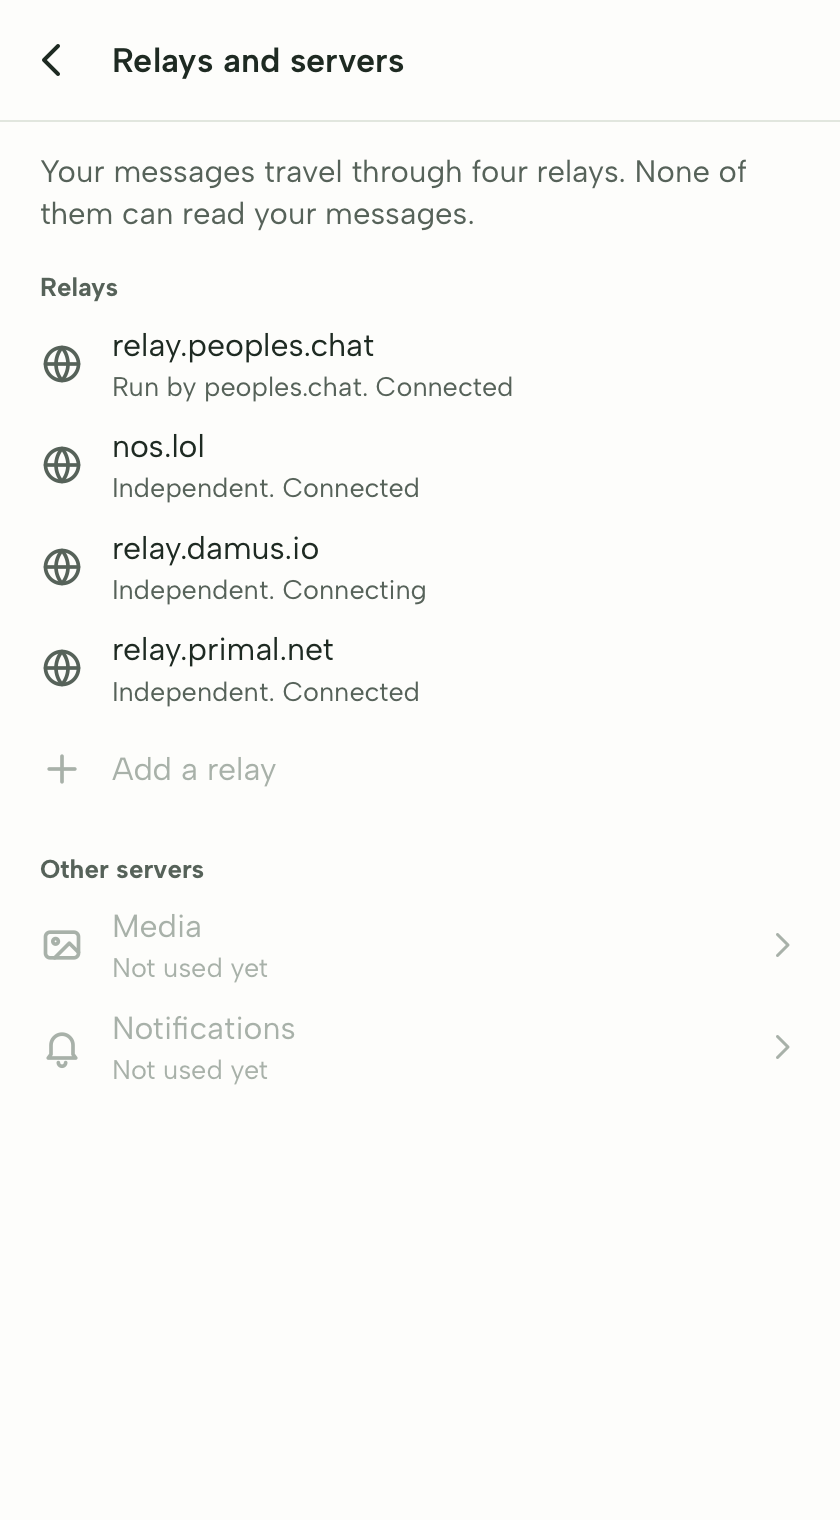 Relays and servers
Your messages travel through four relays. None of
them can read your messages.
Relays
relay.peoples.chat
Run by peoples.chat. Connected
nos.lol
Independent. Connected
relay.damus.io
Independent. Connecting
relay.primal.net
Independent. Connected
Add a relay
Other servers
Media
Not used yet
Notifications
Not used yet